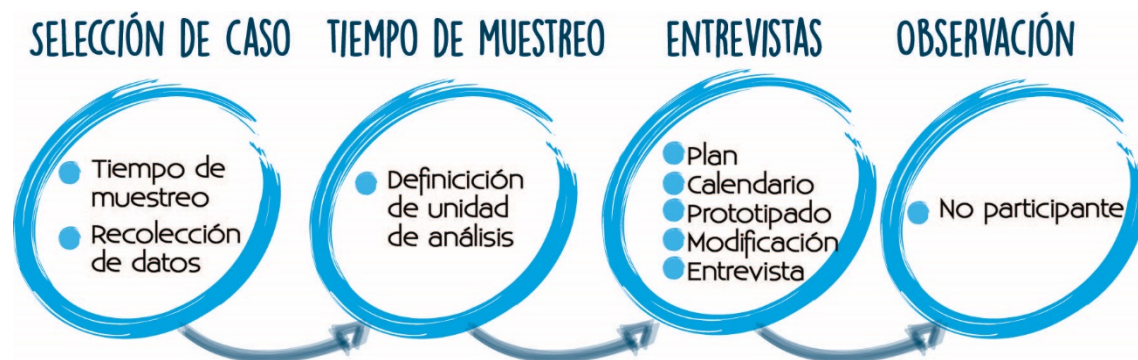 SELECCIÓN DE CASO
TIEMPO DE MUESTREO
ENTREVISTAS
OBSERVACIÓN
Tiempo de
muestreo
Recolección
de datos
Definicición
de unidad
de análisis
Plan
Calendario
Prototipado
Modificación
Entrevista
No participante